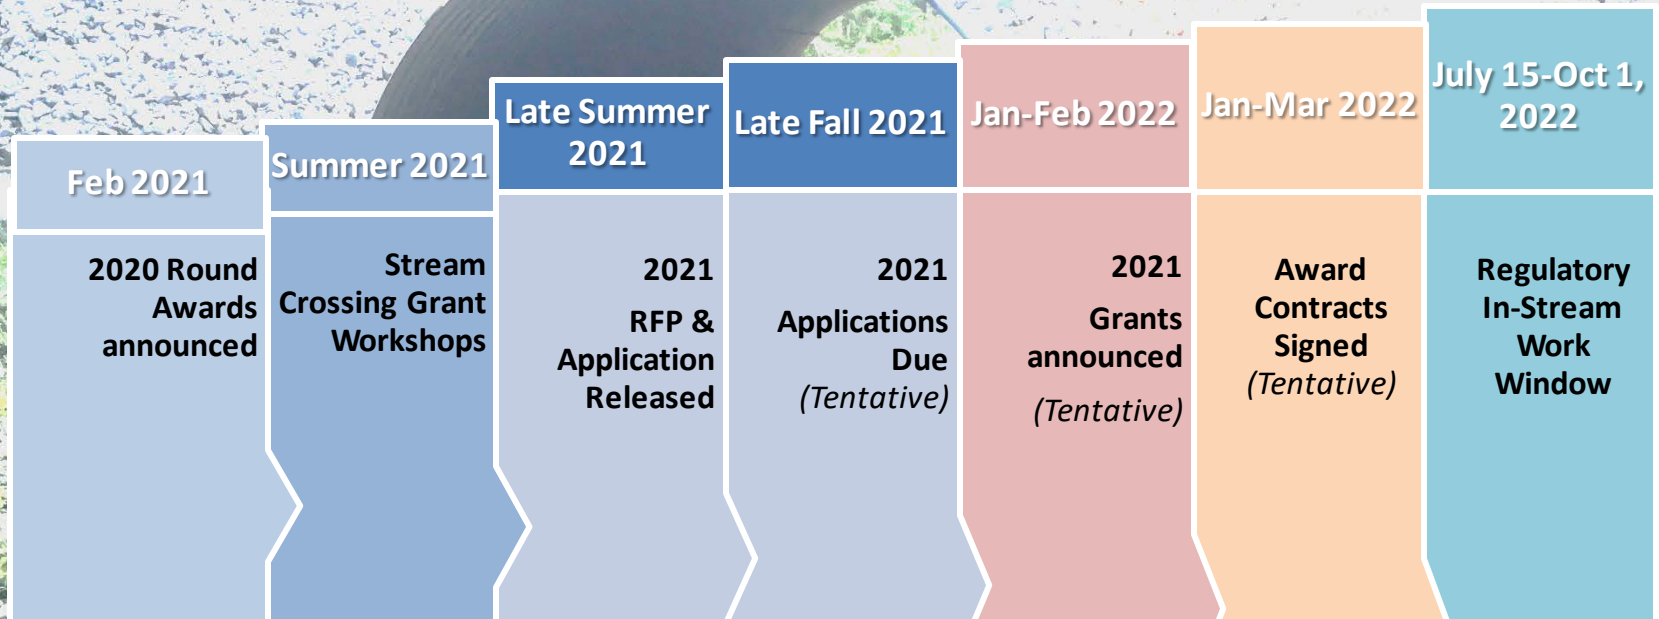 Feb 2021
2020 Round
Awards
announced
Summer 2021
Stream
Crossing Grant
Workshops
Late Summer
2021
2021
RFP &
Application
Released
Late Fall 2021
2021
Applications
Due
(Tentative)
Jan-Feb 2022
2021
Grants
announced
(Tentative)
Jan-Mar 2022
Award
Contracts
Signed
(Tentative)
July 15-Oct 1,
2022
Regulatory
In-Stream
Work
Window